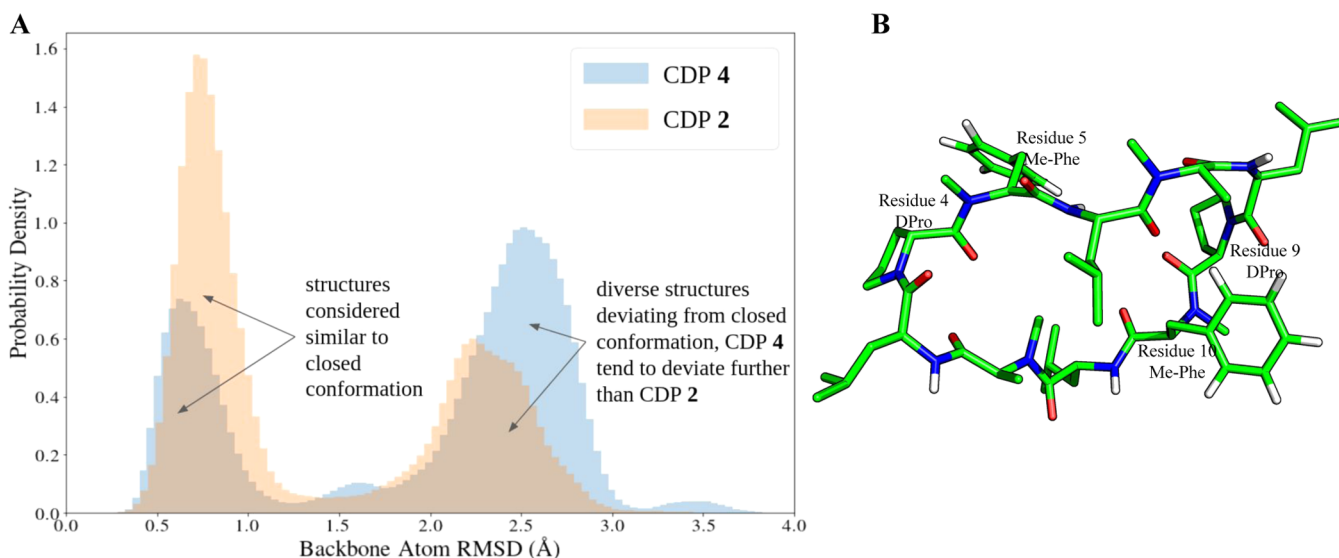 A
B
1.6
1.4
1.2
1.0
0.8
0.6
0.4
0.2
0.0
Probability Density
CDP 4
CDP 2
structures
considered
similar to
closed
conformation
diverse structures
deviating from closed
conformation, CDP 4
tend to deviate further
than CDP 2
0.0 0.5 1.0 1.5 2.0 2.5 3.0 3.5 4.0
Backbone Atom RMSD (Å)
Residue 5
Me-Phe
Residue 4
DPro
Residue 9
DPro
Residue 10
Me-Phe